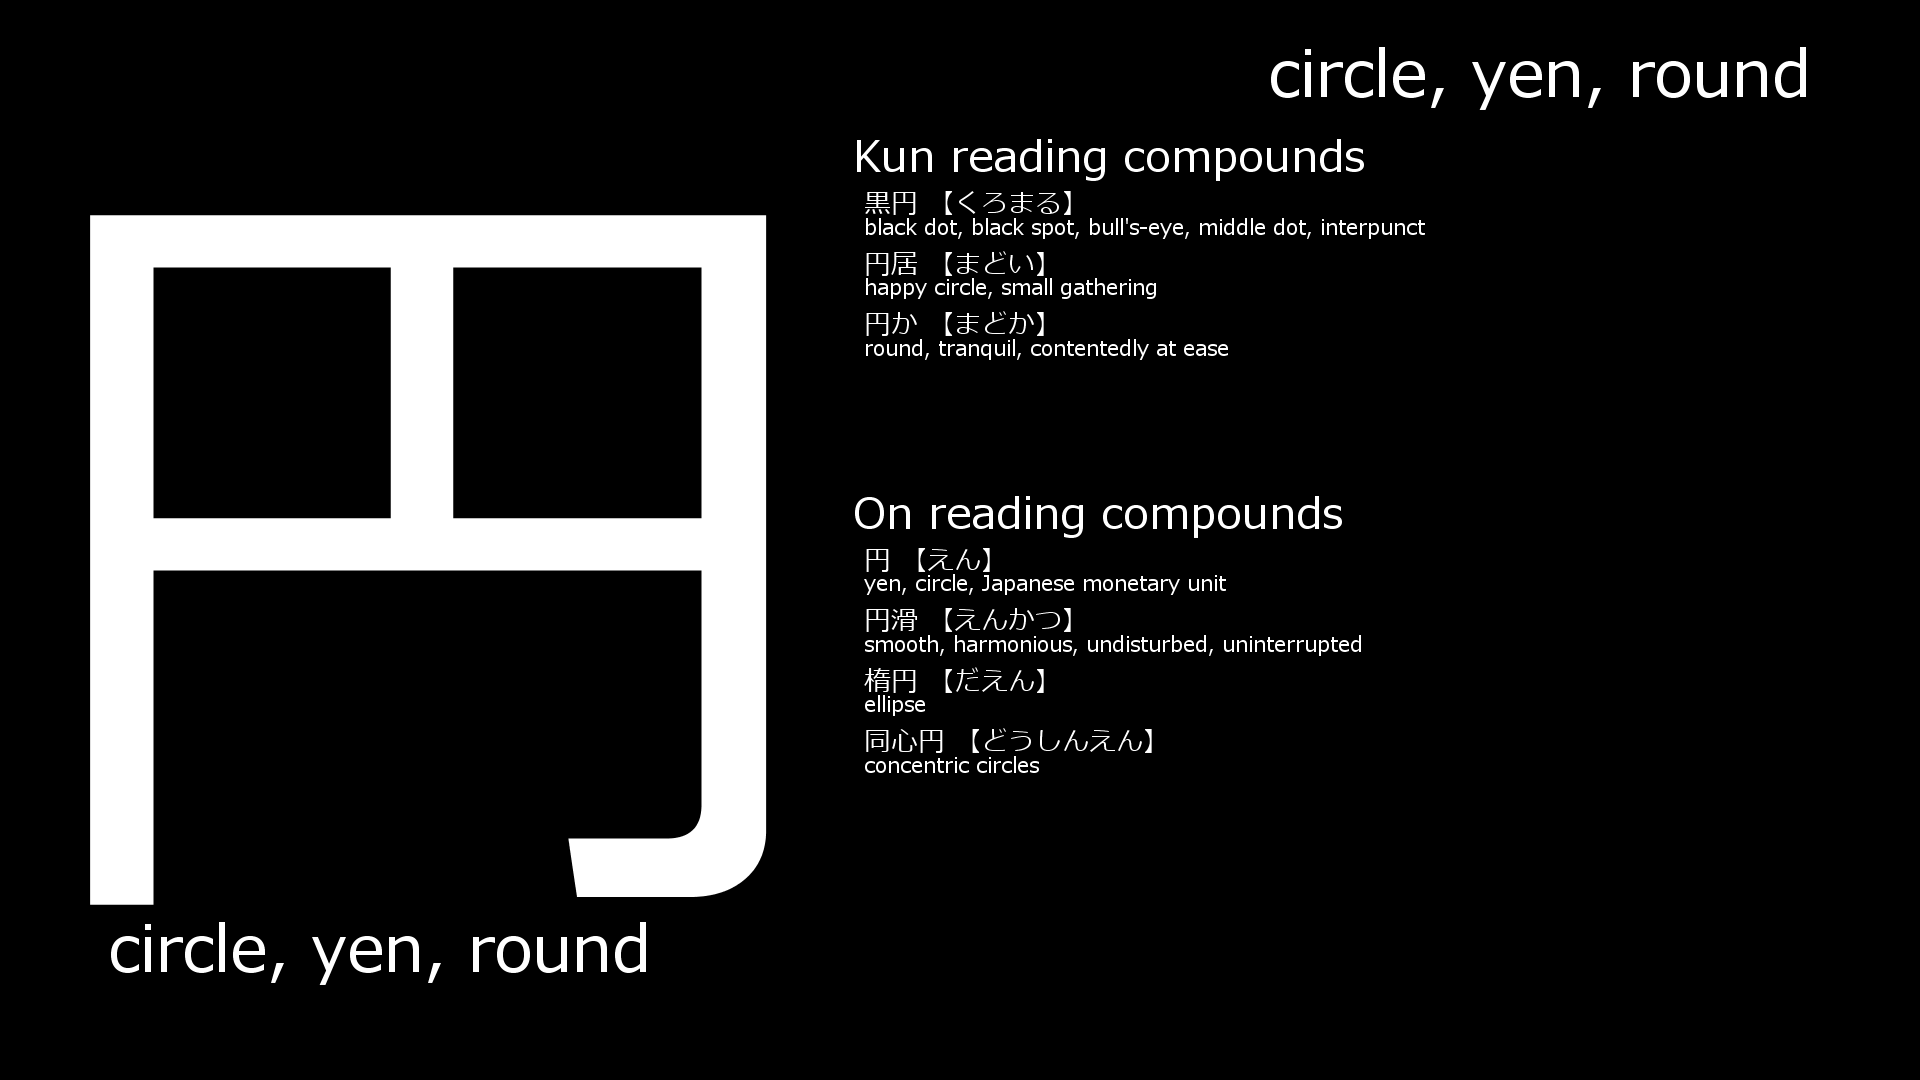 円
circle, yen, round
circle, yen, round
Kun reading compounds
黒円 【くろまる】
black dot, black spot, bull's-eye, middle dot, interpunct
円居 【まどい】
happy circle, small gathering
円か 【まどか】
round, tranquil, contentedly at ease
On reading compounds
円 【えん】
yen, circle, Japanese monetary unit
円滑 【えんかつ】
smooth, harmonious, undisturbed, uninterrupted
楕円 【だえん】
ellipse
同心円 【どうしんえん】
concentric circles